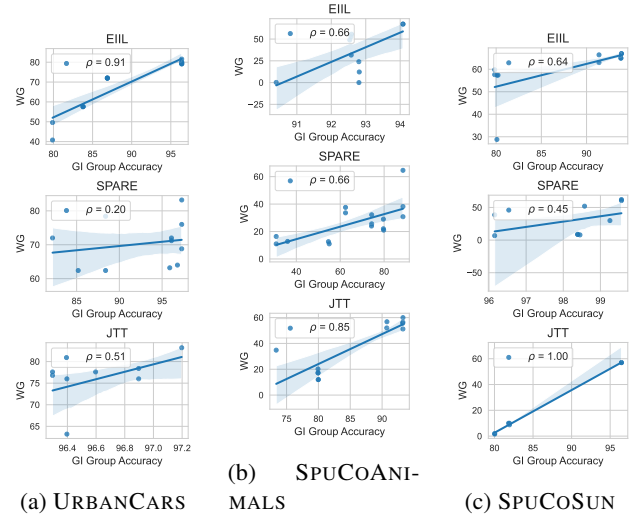 EIIL
80
70
60
50
40
WG
ρ = 0.91
80 85 90 95
GI Group Accuracy
SPARE
80
70
60
WG
ρ = 0.20
85 90 95
GI Group Accuracy
JTT
80
75
70
65
WG
ρ = 0.51
96.4 96.6 96.8 97.0 97.2
GI Group Accuracy
(a) URBANCARS
EIIL
50
25
0
−25
WG
ρ = 0.66
91 92 93 94
GI Group Accuracy
SPARE
60
40
20
0
WG
ρ = 0.66
40 60 80
GI Group Accuracy
JTT
60
40
20
0
WG
ρ = 0.85
75 80 85 90
GI Group Accuracy
(b) SPUCOANI-
MALS
EIIL
60
50
40
30
WG
ρ = 0.64
80 85 90
GI Group Accuracy
SPARE
50
0
−50
WG
ρ = 0.45
96 97 98 99
GI Group Accuracy
JTT
60
40
20
0
WG
ρ = 1.00
80 85 90 95
GI Group Accuracy
(c) SPUCOSUN